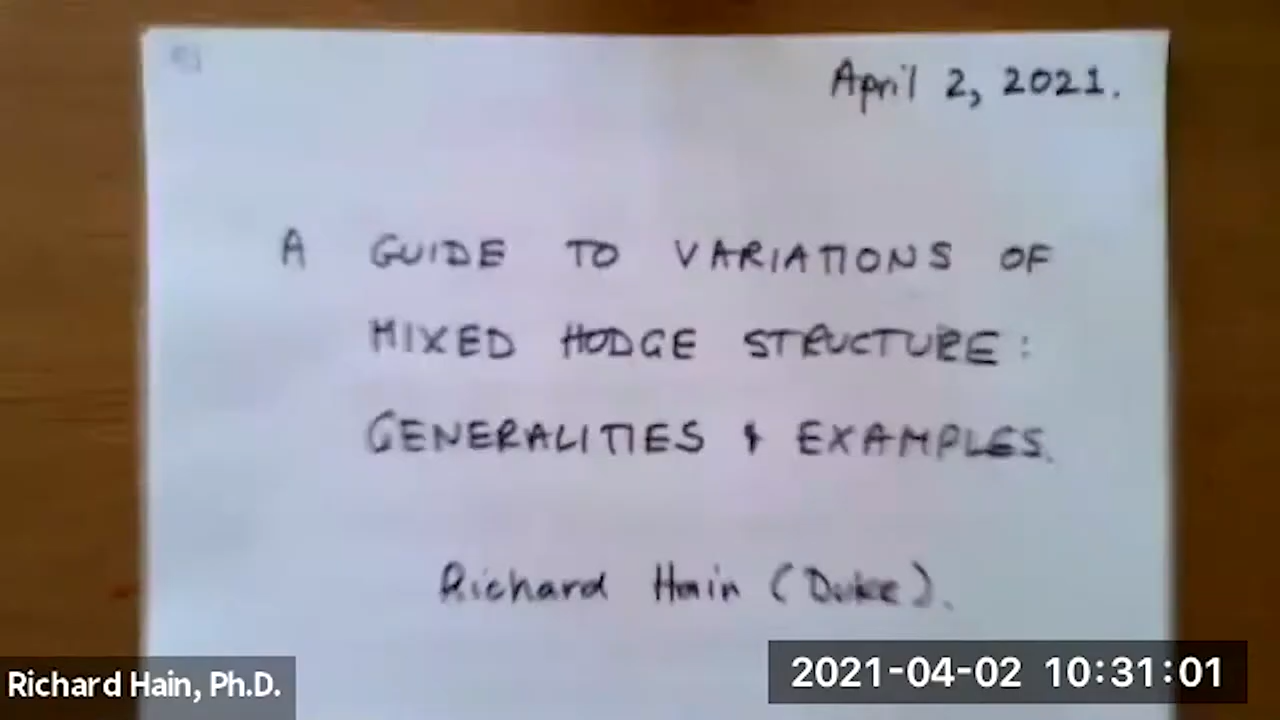 April 2, 2021.
A GUIDE TO VARIATIONS OF
MIXED HODGE STRUCTURE:
GENERALITIES & EXAMPLES.
Richard Hain (Duke).
Richard Hain, Ph.D.
2021-04-02 10:31:01